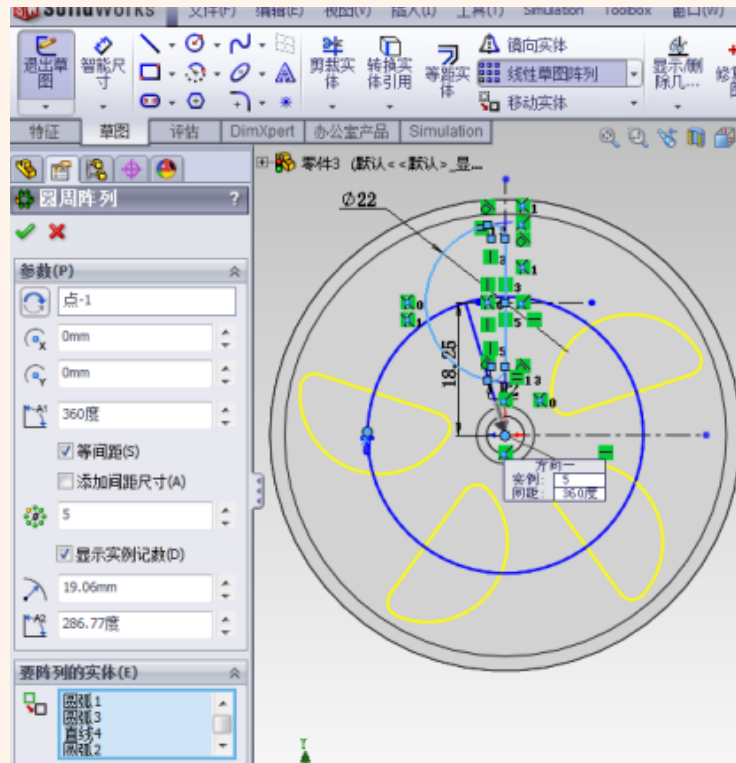 SolidWorks 文件(F) 编辑(E) 视图(V) 插入(I) 工具(T) Simulation Toolbox 窗口(W)
退出草图 智能尺寸 剪裁实体 转换实体引用 等距实体 镜向实体 显示/删除几... 修
线性草图阵列
移动实体
特征 草图 评估 DimXpert 办公室产品 Simulation
零件3 (默认<<默认>_显...
圆周阵列 ?
参数(P)
点-1
0mm
0mm
360度
等间距(S)
添加间距尺寸(A)
5
显示实例记数(D)
19.06mm
286.77度
要阵列的实体(E)
圆弧1
圆弧3
直线4
圆弧2
Ø22
18.25
方向一
实例: 5
间距: 360度
Y